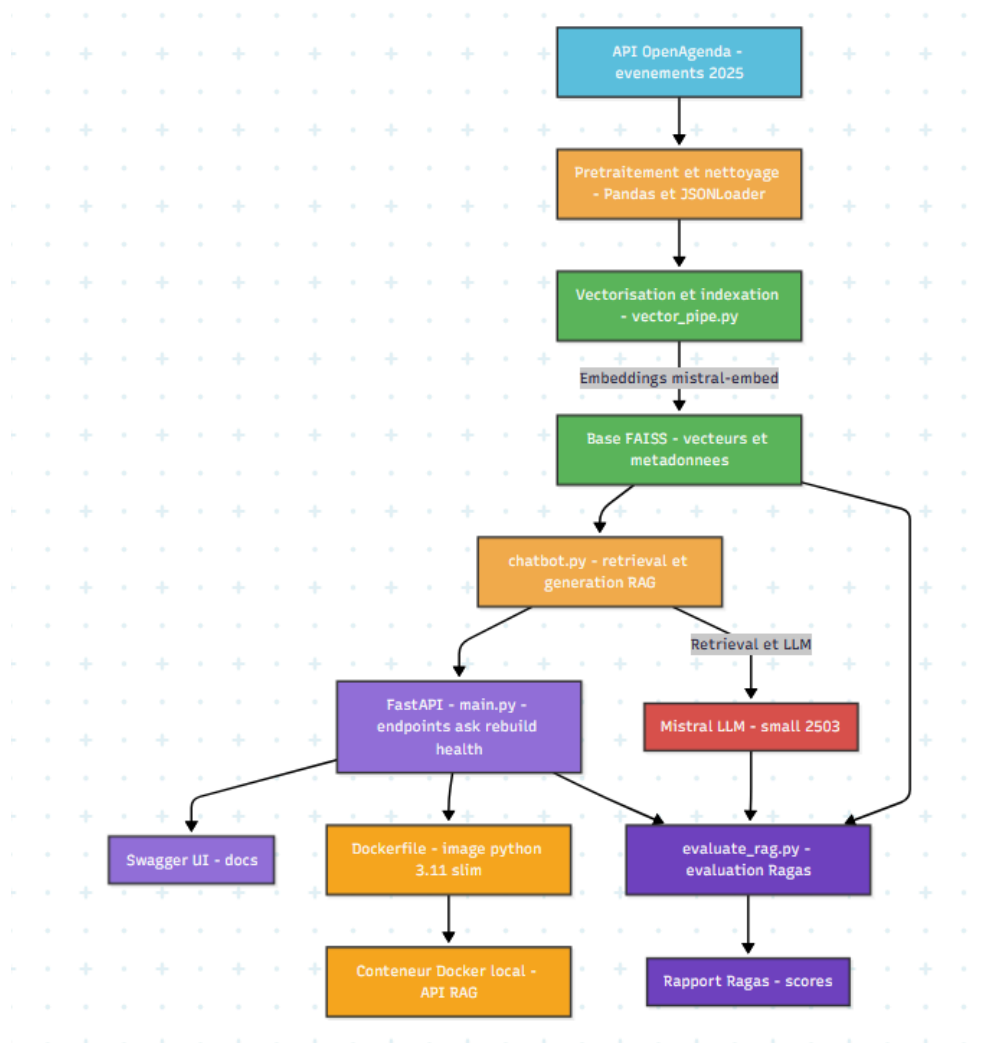 API OpenAgenda -
evenements 2025
Pretraitement et nettoyage
- Pandas et JSONLoader
Vectorisation et indexation
- vector_pipe.py
Embeddings mistral-embed
Base FAISS - vecteurs et
metadonnees
chatbot.py - retrieval et
generation RAG
Retrieval et LLM
FastAPI - main.py -
endpoints ask rebuild
health
Mistral LLM - small 2503
Swagger UI - docs
Dockerfile - image python
3.11 slim
evaluate_rag.py -
evaluation Ragas
Conteneur Docker local -
API RAG
Rapport Ragas - scores